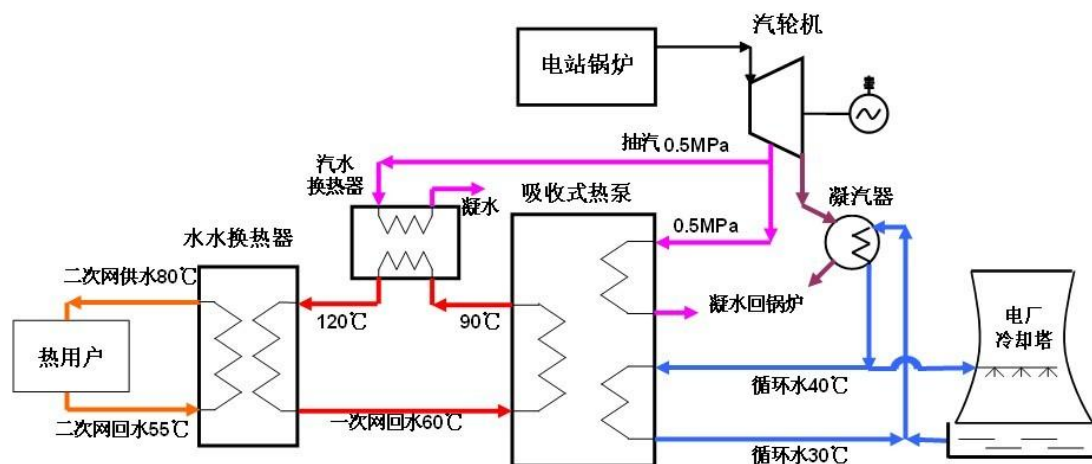 汽轮机
电站锅炉
抽汽 0.5MPa
汽水
换热器
凝水
吸收式热泵
凝汽器
0.5MPa
水水换热器
二次网供水80℃
120℃
90℃
凝水回锅炉
电厂
冷却塔
热用户
循环水40℃
二次网回水55℃
一次网回水60℃
循环水30℃